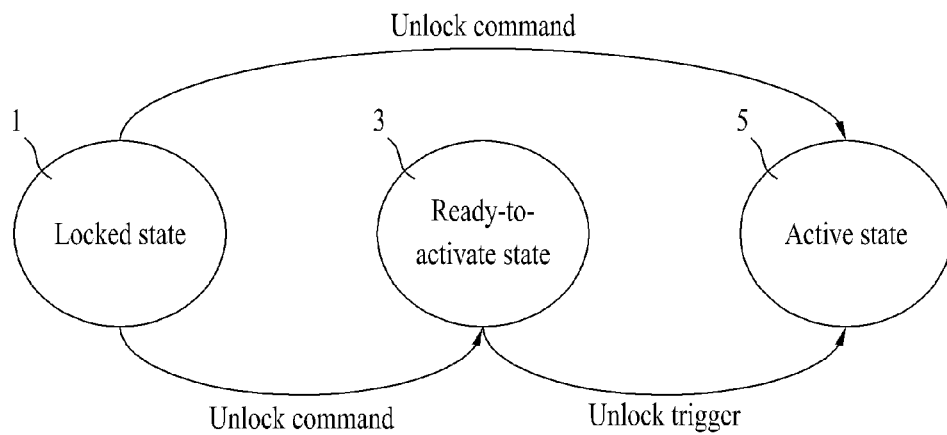 Unlock command
1
3
5
Locked state
Ready-to-
activate state
Active state
Unlock command
Unlock trigger